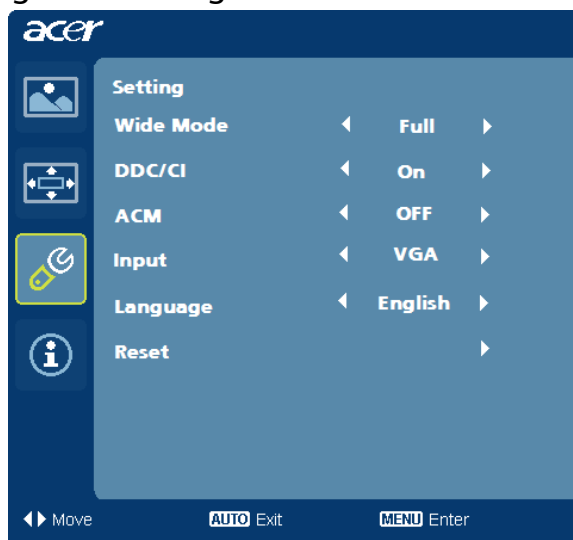 acer
Setting
Wide Mode Full
DDC/CI On
ACM OFF
Input VGA
Language English
Reset
Move AUTO Exit MENU Enter